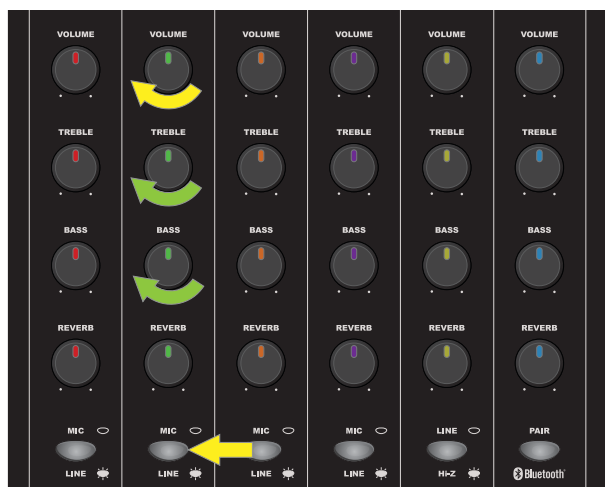 VOLUME VOLUME VOLUME VOLUME VOLUME VOLUME
TREBLE TREBLE TREBLE TREBLE TREBLE TREBLE
BASS BASS BASS BASS BASS BASS
REVERB REVERB REVERB REVERB REVERB REVERB
MIC MIC MIC MIC LINE PAIR
LINE LINE LINE LINE HI-Z Bluetooth